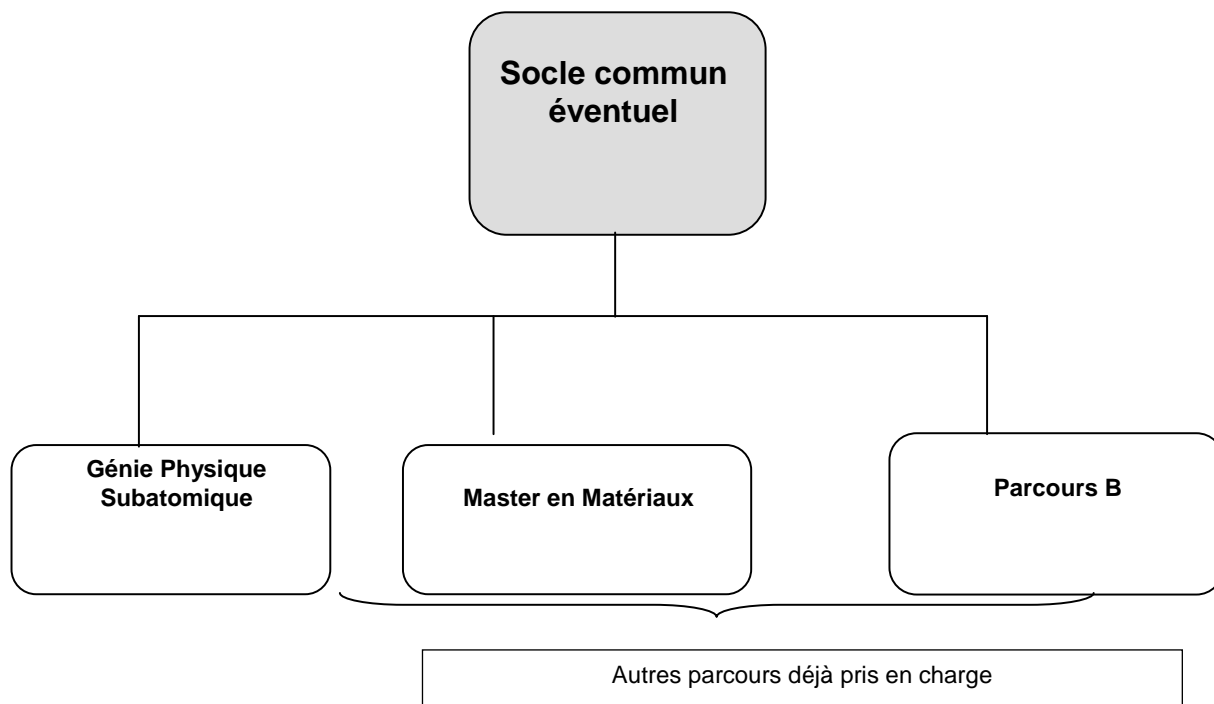 Socle commun
éventuel
Génie Physique
Subatomique
Master en Matériaux
Parcours B
Autres parcours déjà pris en charge